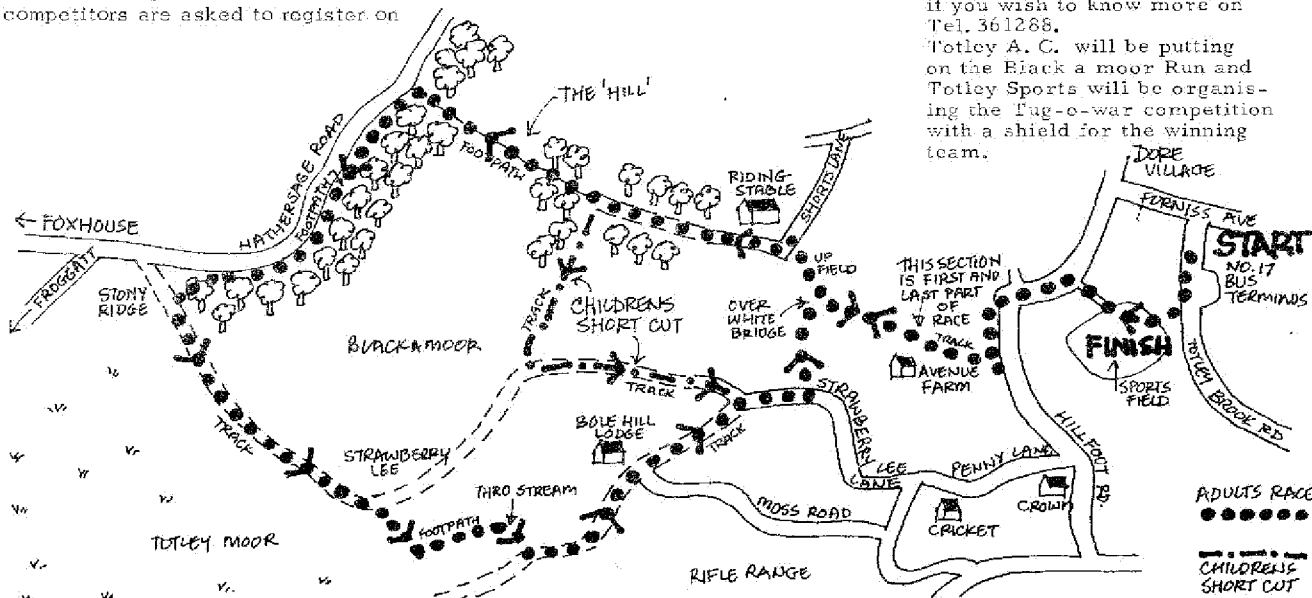 competitors are asked to register on
if you wish to know more on
Tel. 361288.
Totley A. C. will be putting
on the Black a moor Run and
Totley Sports will be organis-
ing the Tug-o-war competition
with a shield for the winning
team.
THE 'HILL'
HATHERSAGE ROAD
FOOTPATH
FOOTPATH
← FOXHOUSE
FROGGATT
STONY
RIDGE
RIDING
STABLE
SHORTS LANE
DORE
VILLAGE
FURNISS AVE
START
NO. 17
BUS
TERMINUS
UP
FIELD
THIS SECTION
IS FIRST AND
LAST PART
OF
RACE
TRACK
OVER
WHITE
BRIDGE
AVENUE
FARM
FINISH
SPORTS
FIELD
TOTLEY BROOK RD
TRACK
CHILDRENS
SHORT CUT
BLACKAMOOR
TRACK
STRAWBERRY
LEE
LANE
TRACK
STRAWBERRY
LEE
BOLE HILL
LODGE
TRACK
PENNY LANE
HILLFOOT
RD.
THRO STREAM
FOOTPATH
MOSS ROAD
CRICKET
CROWN
TOTLEY MOOR
RIFLE RANGE
ADULTS RACE
CHILDRENS
SHORT CUT